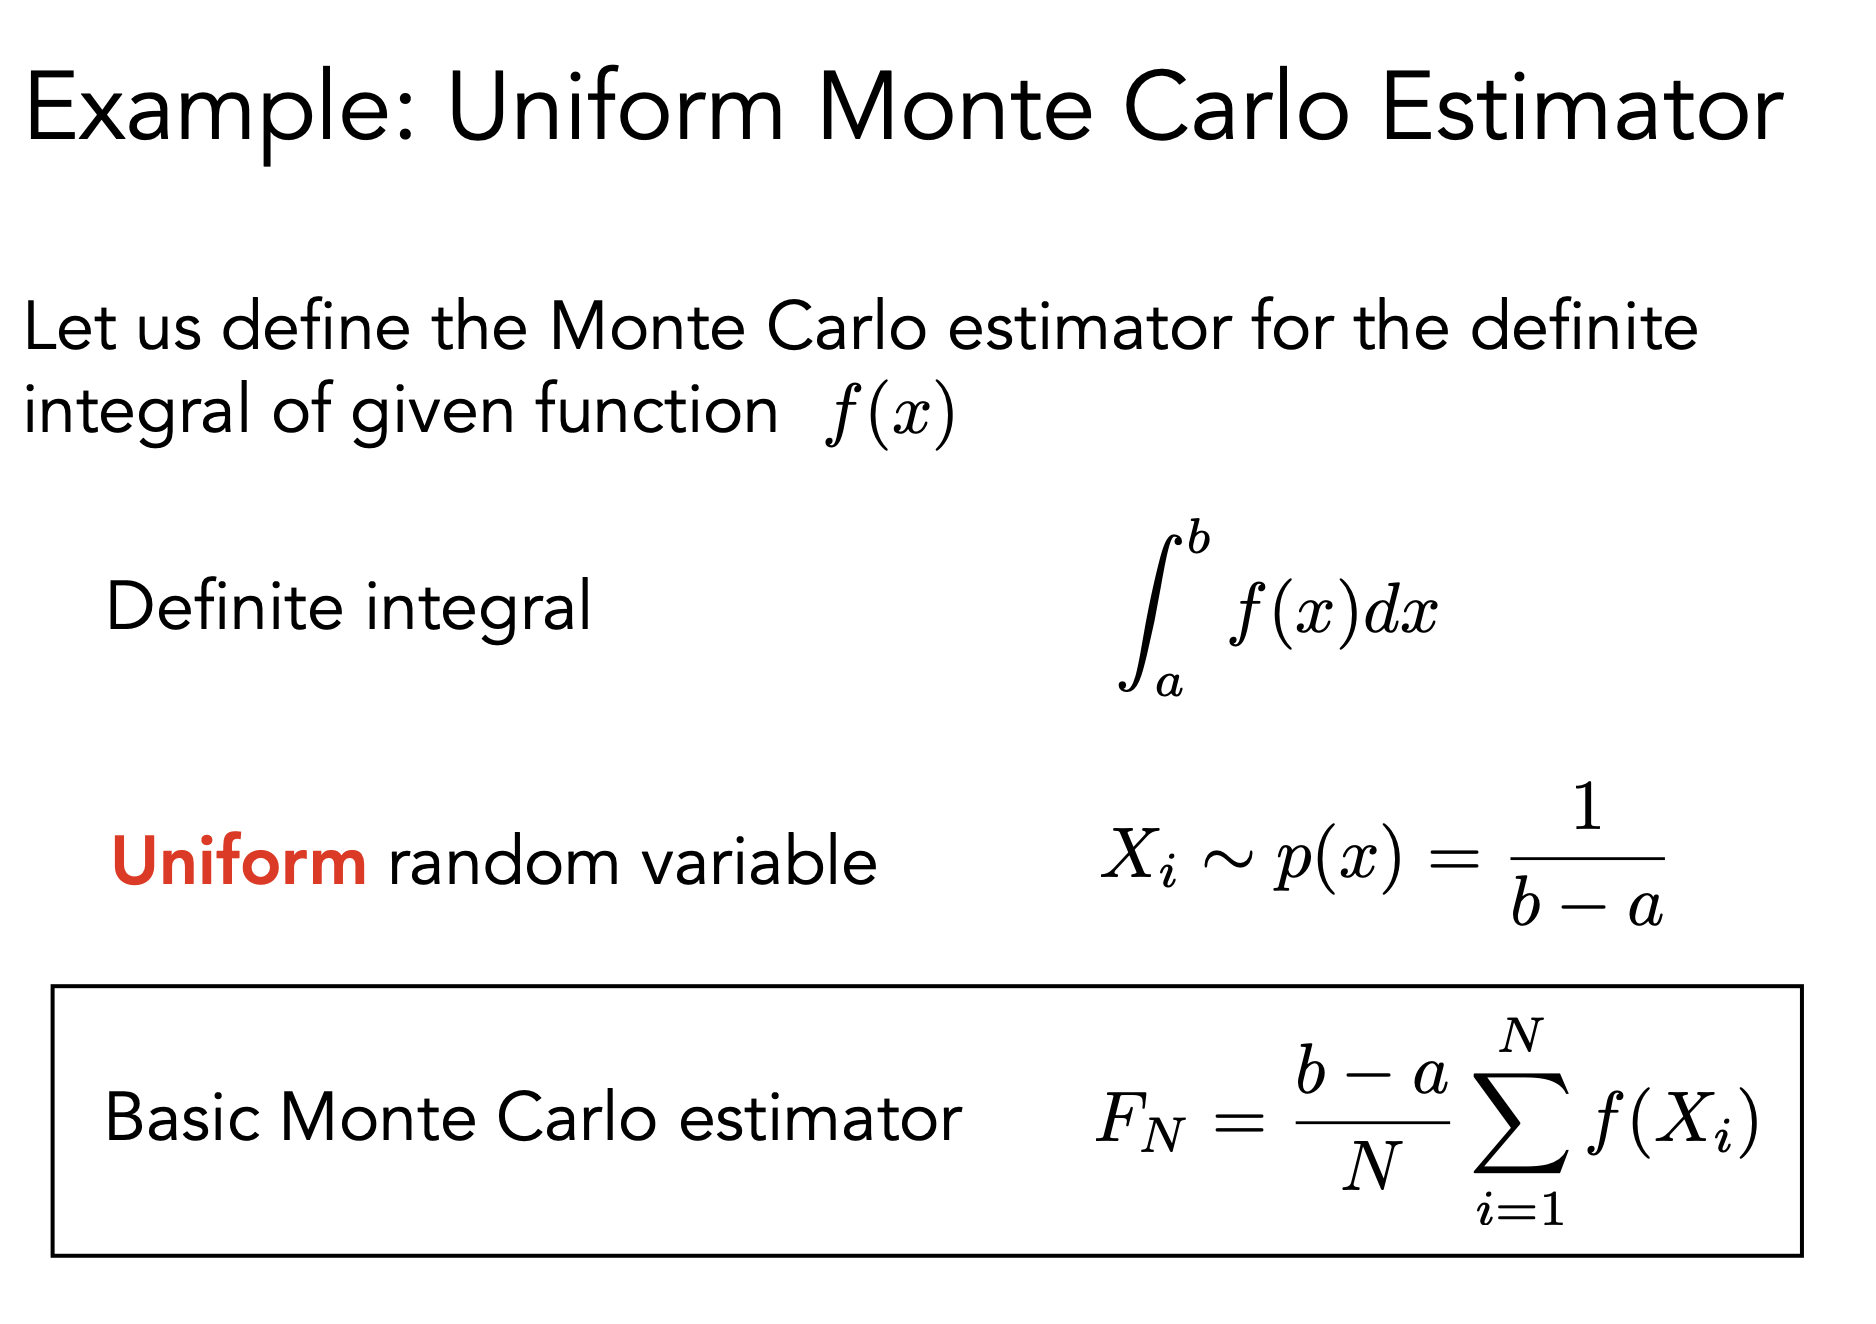 Example: Uniform Monte Carlo Estimator
Let us define the Monte Carlo estimator for the definite
integral of given function $f(x)$
Definite integral $\int_a^b f(x)dx$
Uniform random variable $X_i \sim p(x) = \frac{1}{b-a}$
Basic Monte Carlo estimator $F_N = \frac{b-a}{N} \sum_{i=1}^{N} f(X_i)$